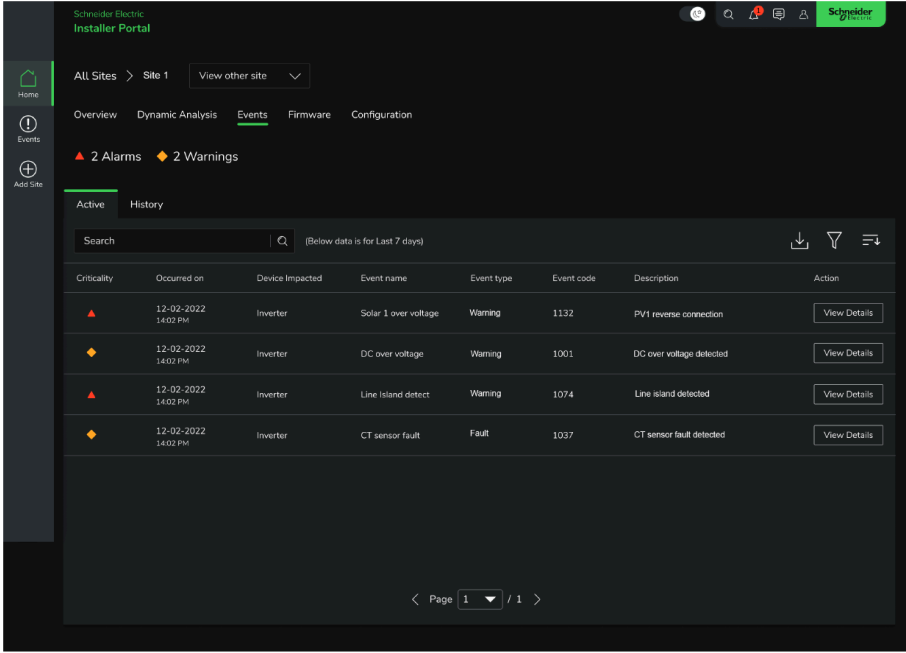 Schneider Electric
Installer Portal
1
Schneider
Electric
Home
Events
Add Site
All Sites > Site 1 View other site
Overview Dynamic Analysis Events Firmware Configuration
2 Alarms 2 Warnings
Active History
Search (Below data is for Last 7 days)
Criticality Occurred on Device Impacted Event name Event type Event code Description Action
12-02-2022
14:02 PM
Inverter Solar 1 over voltage Warning 1132 PV1 reverse connection View Details
12-02-2022
14:02 PM
Inverter DC over voltage Warning 1001 DC over voltage detected View Details
12-02-2022
14:02 PM
Inverter Line Island detect Warning 1074 Line island detected View Details
12-02-2022
14:02 PM
Inverter CT sensor fault Fault 1037 CT sensor fault detected View Details
< Page 1 / 1 >